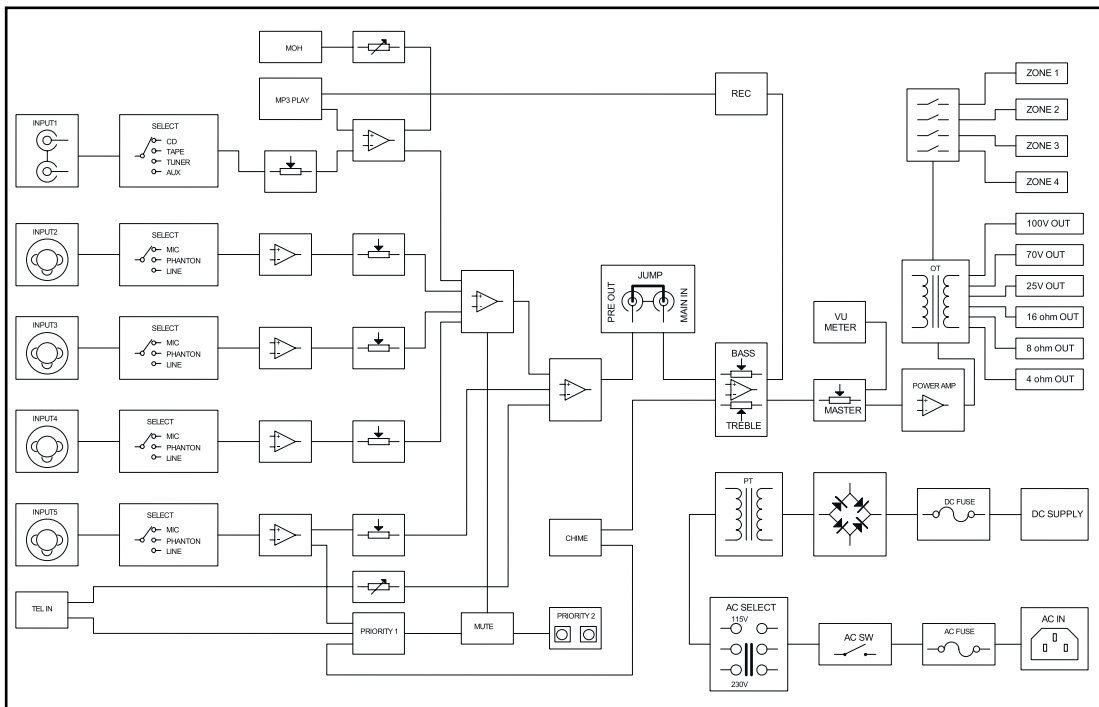 MOH
MP3 PLAY
REC
INPUT1
SELECT
CD
TAPE
TUNER
AUX
ZONE 1
ZONE 2
ZONE 3
ZONE 4
INPUT2
SELECT
MIC
PHANTON
LINE
INPUT3
SELECT
MIC
PHANTON
LINE
INPUT4
SELECT
MIC
PHANTON
LINE
INPUT5
SELECT
MIC
PHANTON
LINE
TEL IN
PRIORITY 1
MUTE
PRIORITY 2
CHIME
PRE OUT
JUMP
MAIN IN
BASS
TREBLE
VU
METER
MASTER
POWER AMP
OT
100V OUT
70V OUT
25V OUT
16 ohm OUT
8 ohm OUT
4 ohm OUT
PT
DC FUSE
DC SUPPLY
AC SELECT
115V
230V
AC SW
AC FUSE
AC IN